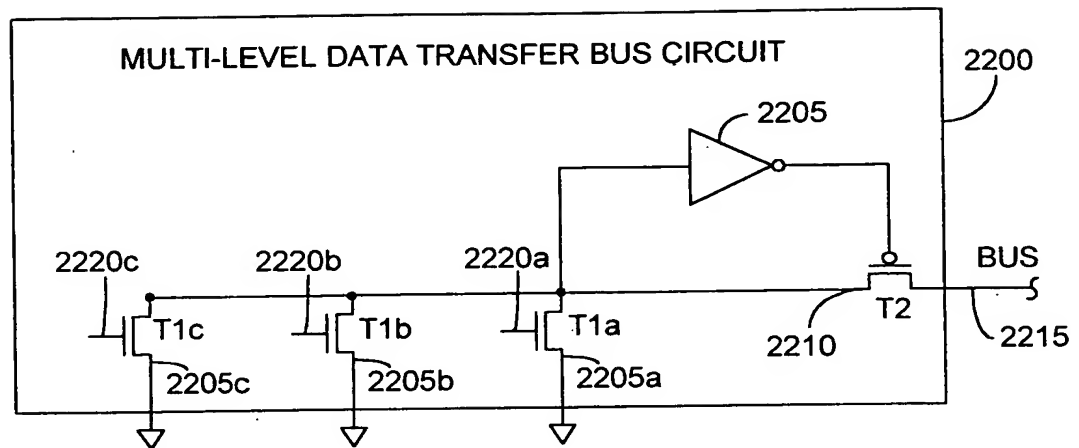 MULTI-LEVEL DATA TRANSFER BUS CIRCUIT
2200
2205
2220c
2220b
2220a
BUS
T1c
T1b
T1a
T2
2210
2215
2205c
2205b
2205a